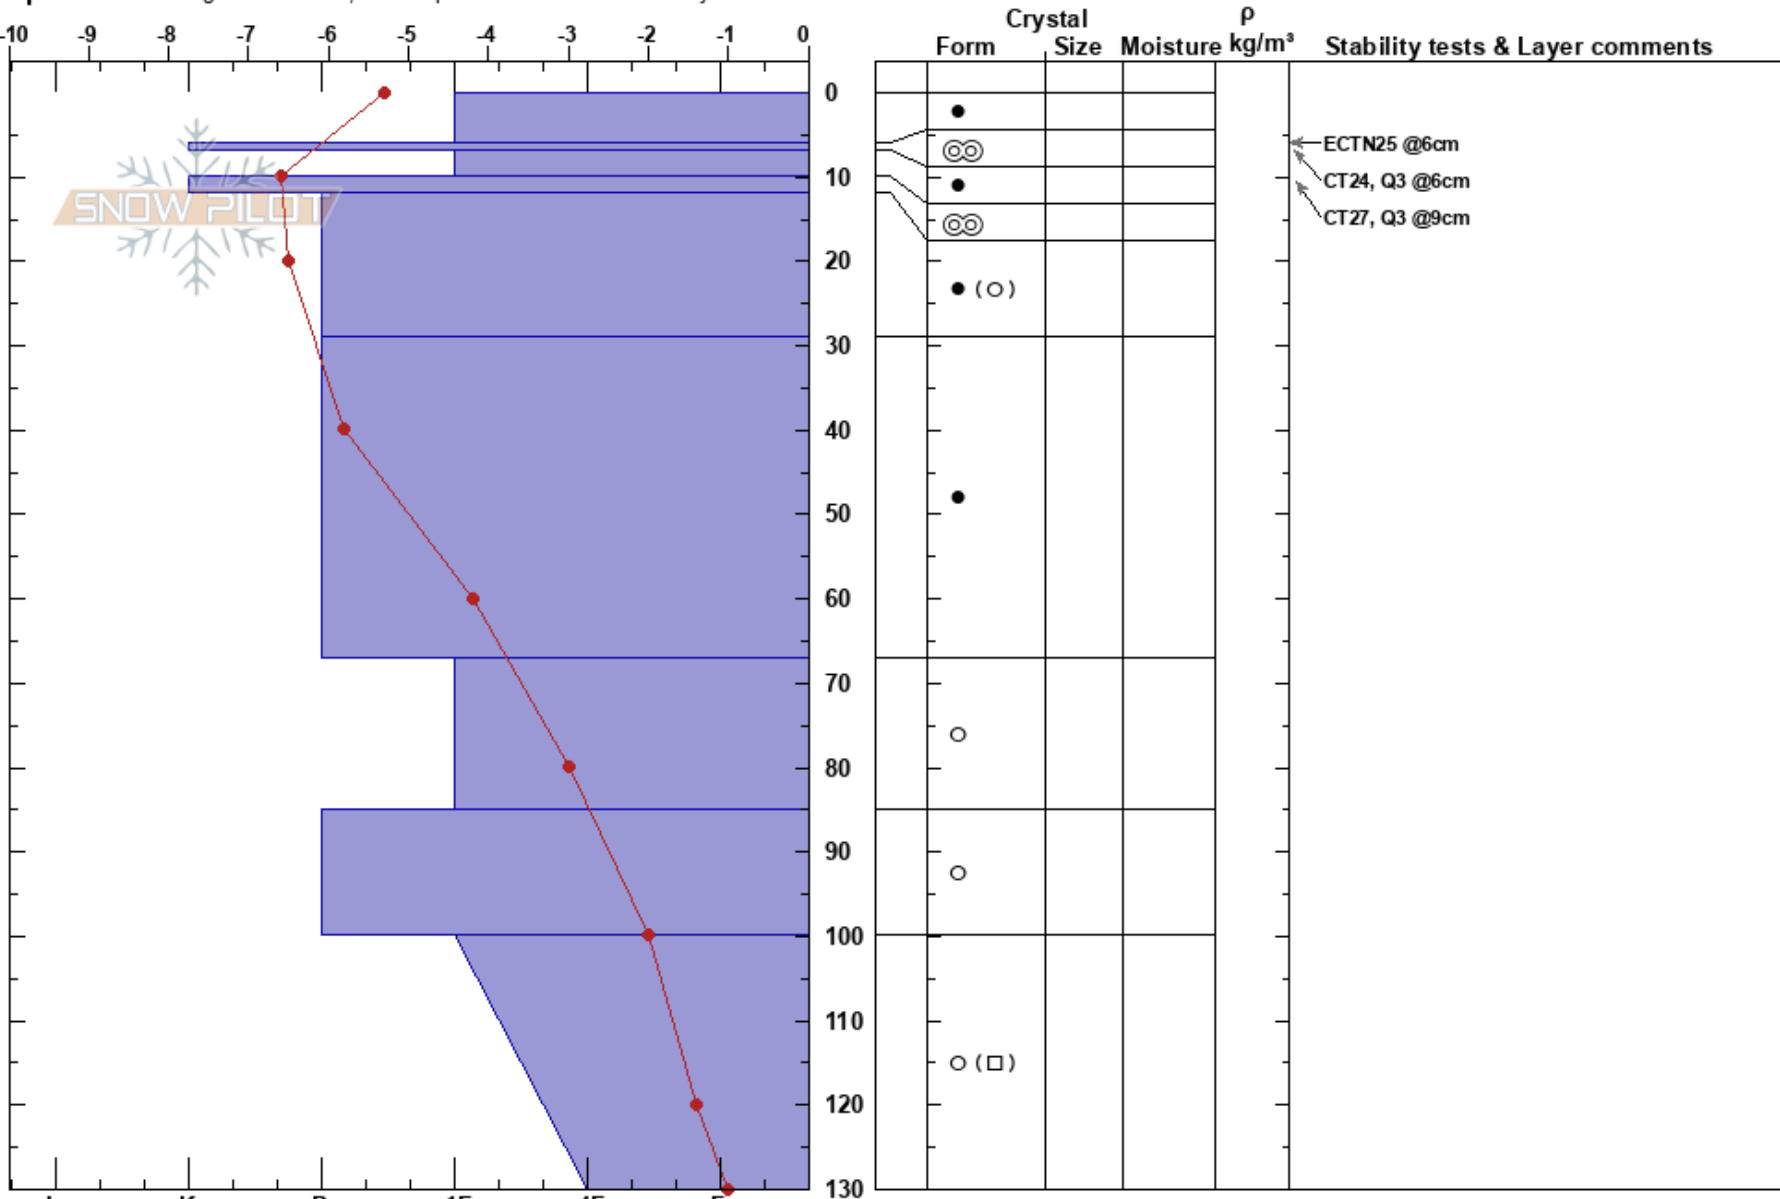 Crystal ρ
-10 -9 -8 -7 -6 -5 -4 -3 -2 -1 0 Form Size Moisture kg/m³ Stability tests & Layer comments
0
ECTN25 @6cm
10 CT24, Q3 @6cm
SNOW PILOT CT27, Q3 @9cm
20
30
40
50
60
70
80
90
100
110
120
130